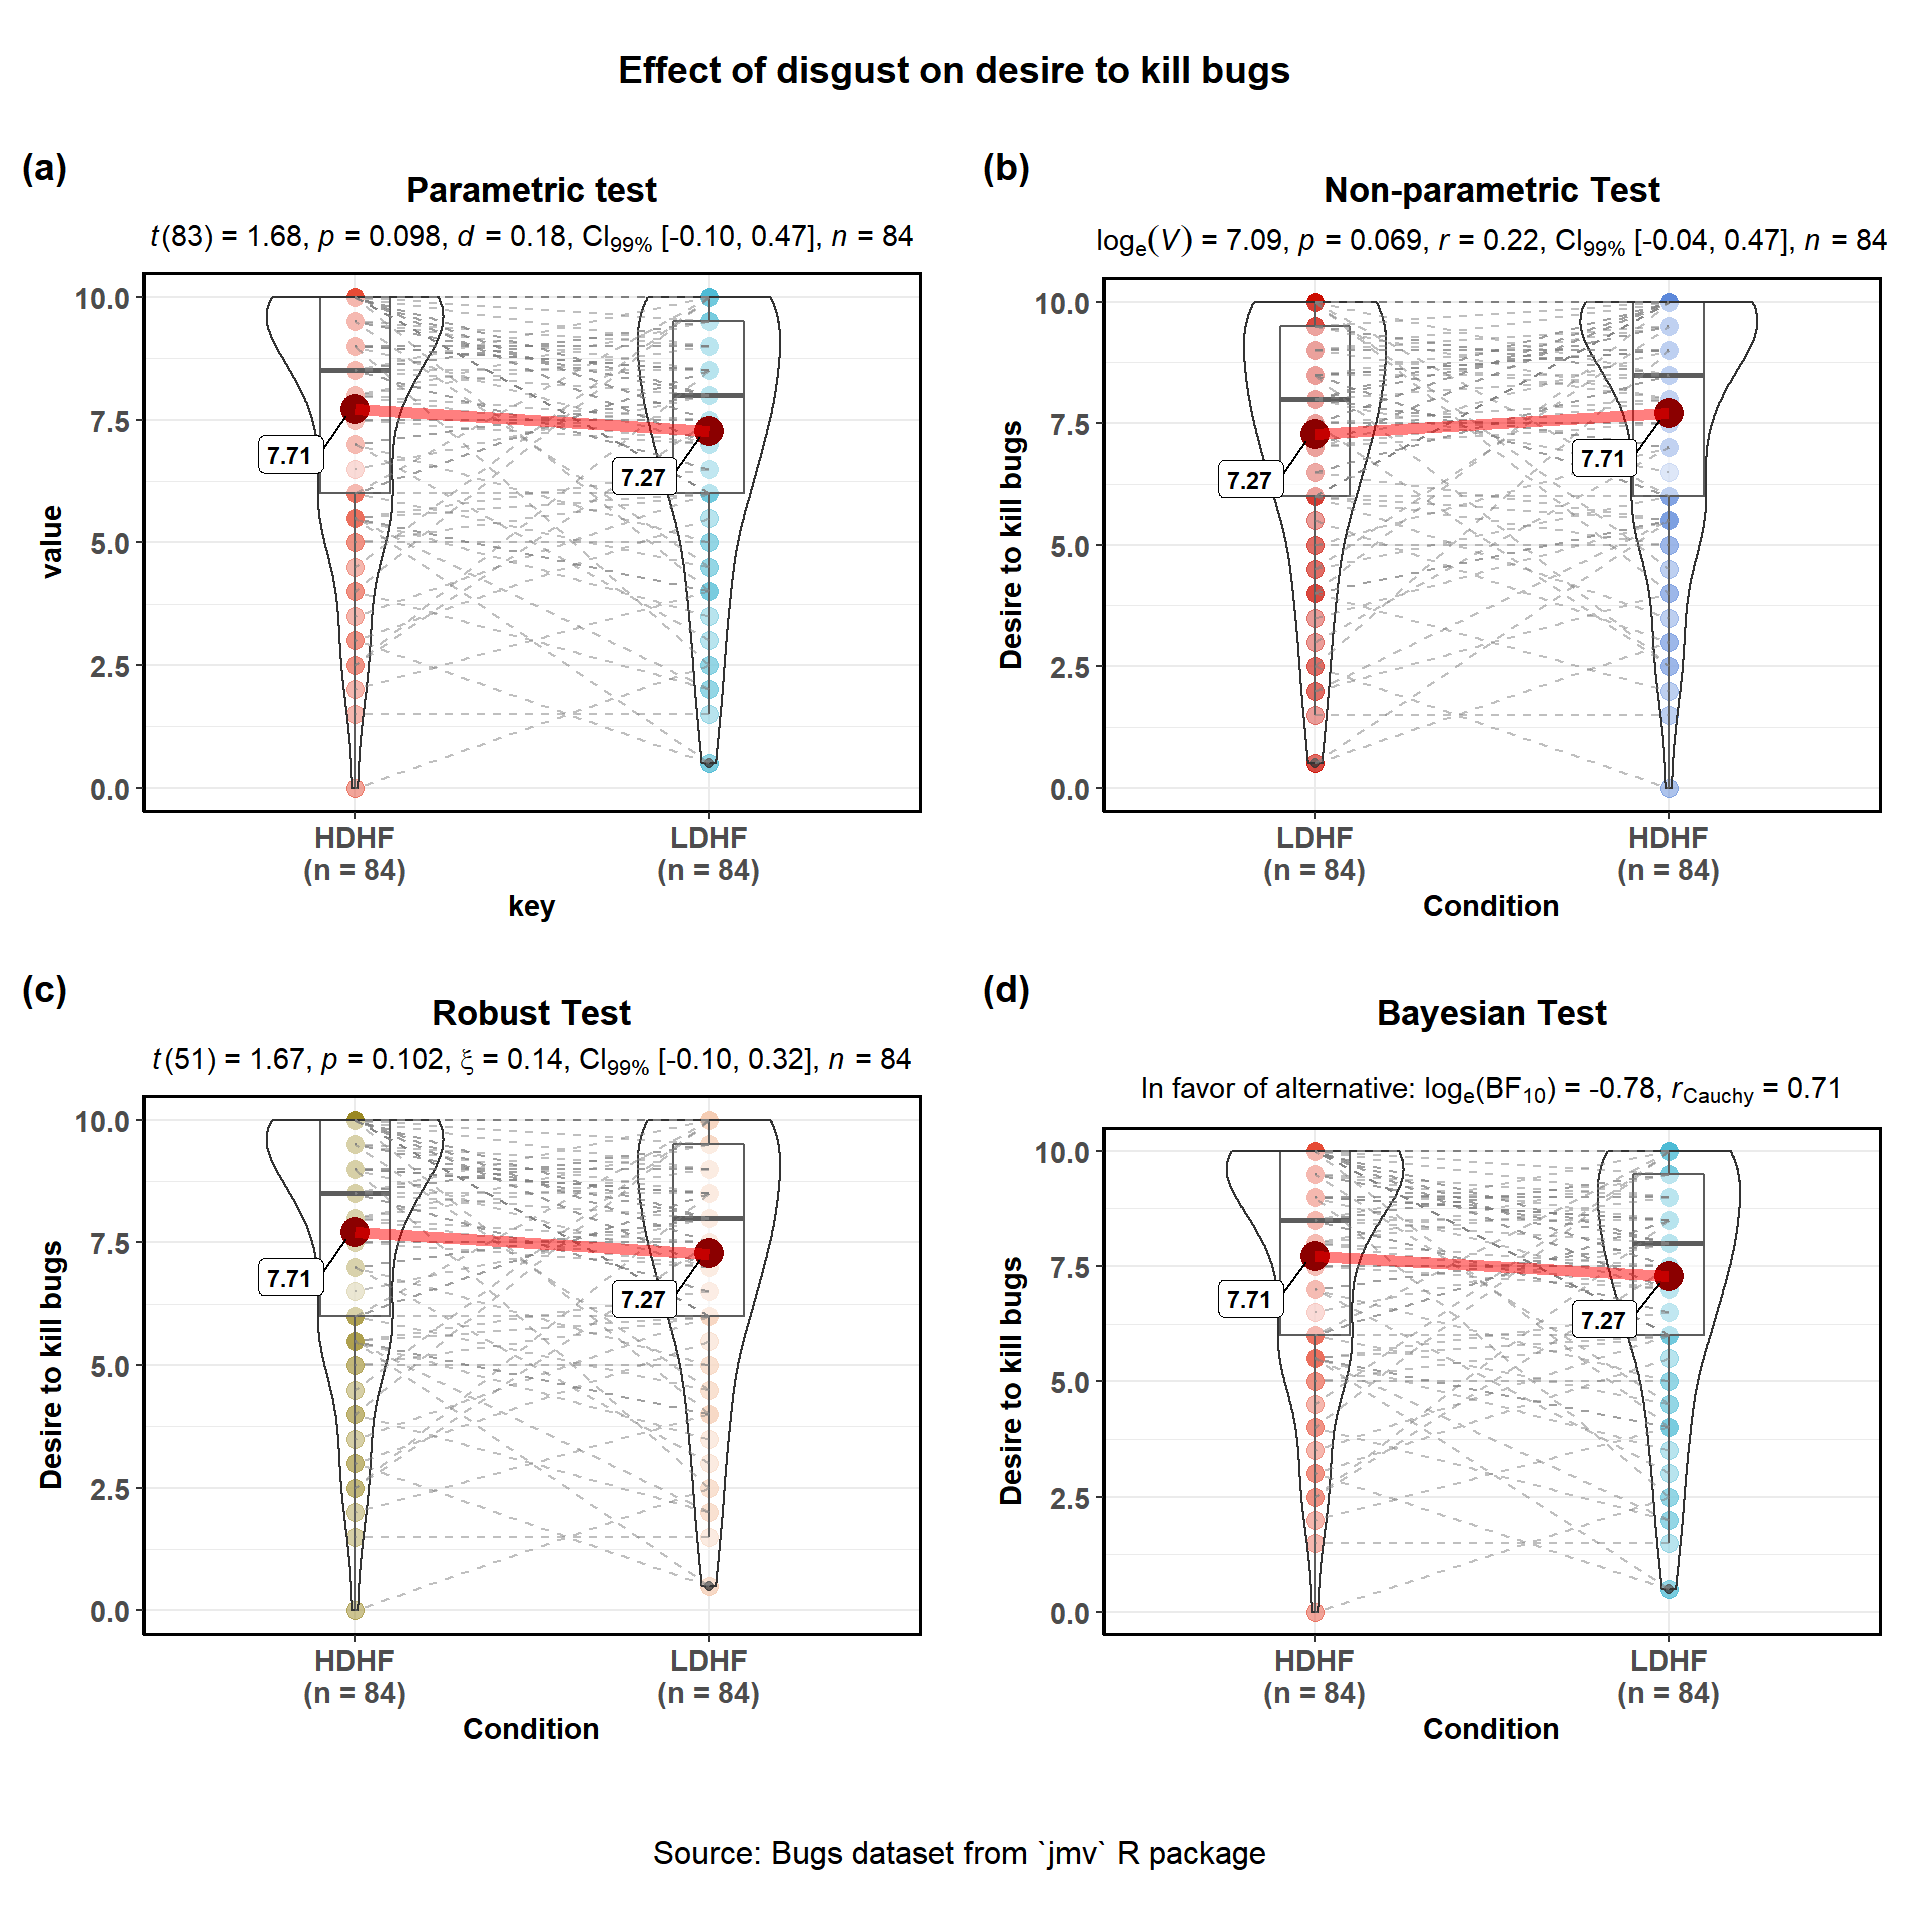 Effect of disgust on desire to kill bugs
(a)
Parametric test
t(83) = 1.68, p = 0.098, d = 0.18, CI99% [-0.10, 0.47], n = 84
value
10.0
7.5
5.0
2.5
0.0
7.71
7.27
HDHF
(n = 84)
LDHF
(n = 84)
key
(b)
Non-parametric Test
loge(V) = 7.09, p = 0.069, r = 0.22, CI99% [-0.04, 0.47], n = 84
Desire to kill bugs
10.0
7.5
5.0
2.5
0.0
7.27
7.71
LDHF
(n = 84)
HDHF
(n = 84)
Condition
(c)
Robust Test
t(51) = 1.67, p = 0.102, ξ = 0.14, CI99% [-0.10, 0.32], n = 84
Desire to kill bugs
10.0
7.5
5.0
2.5
0.0
7.71
7.27
HDHF
(n = 84)
LDHF
(n = 84)
Condition
(d)
Bayesian Test
In favor of alternative: loge(BF10) = -0.78, rCauchy = 0.71
Desire to kill bugs
10.0
7.5
5.0
2.5
0.0
7.71
7.27
HDHF
(n = 84)
LDHF
(n = 84)
Condition
Source: Bugs dataset from `jmv` R package